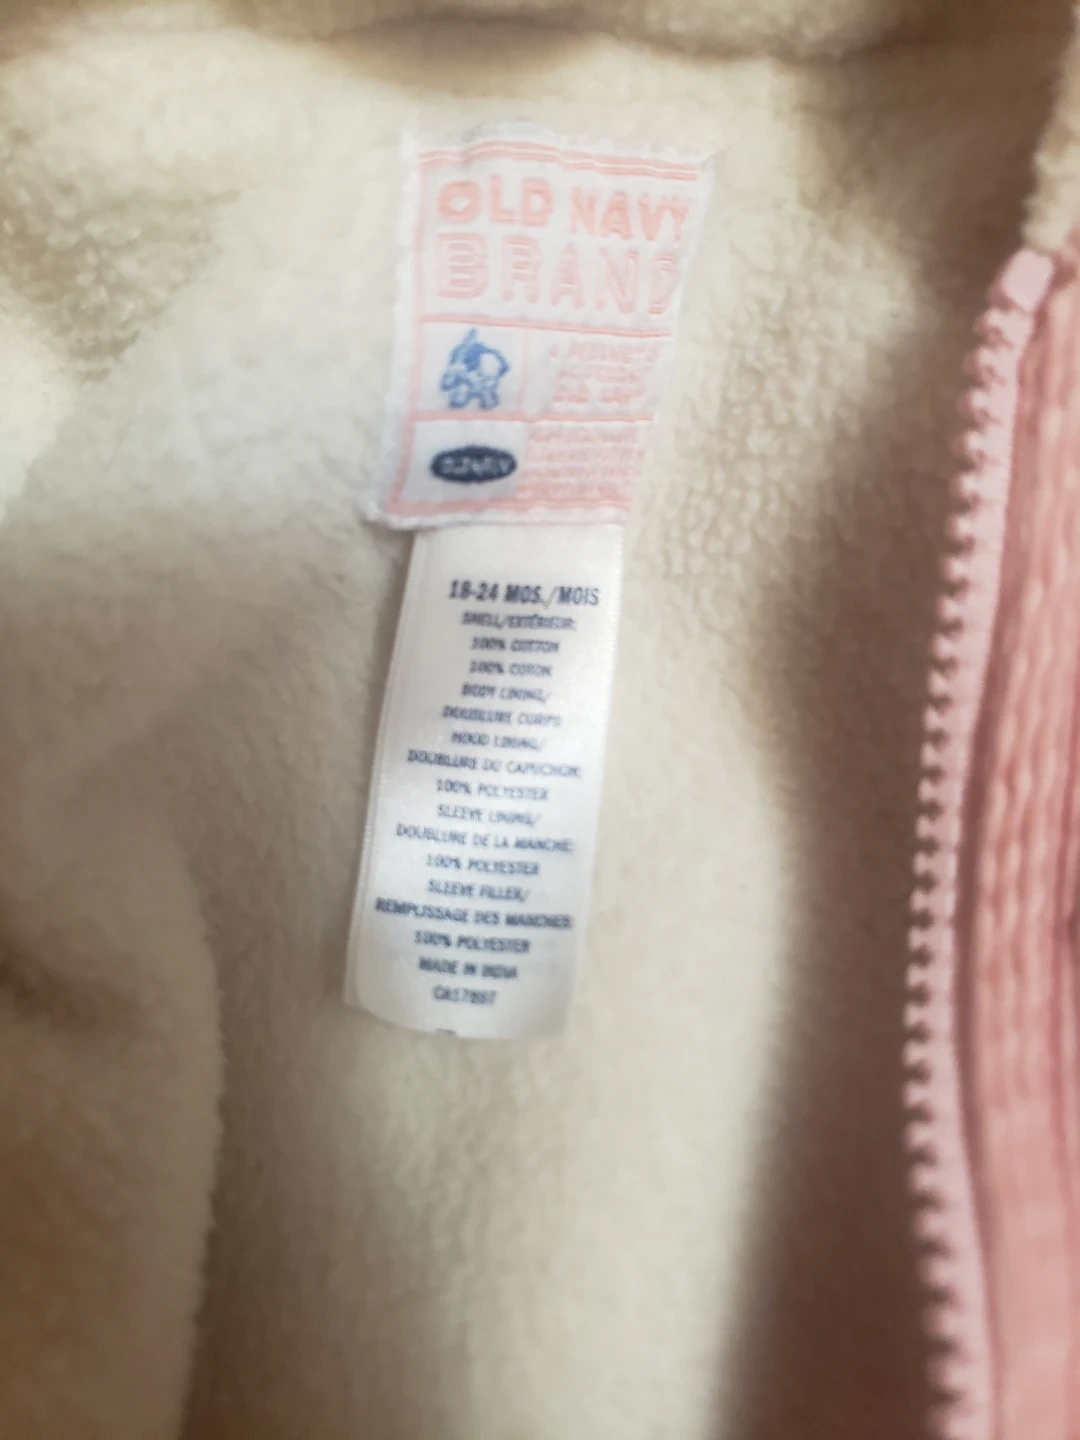 OLD NAVY
BRAND
18-24 MOS./MOIS
SHELL/EXTÉRIEUR:
100% COTTON
100% COTON
BODY LINING/
DOUBLURE CORPS
HOOD LINING/
DOUBLURE DU CAPUCHON:
100% POLYESTER
SLEEVE LINING/
DOUBLURE DE LA MANCHE:
100% POLYESTER
SLEEVE FILLER/
REMPLISSAGE DES MANCHES:
100% POLYESTER
MADE IN INDIA